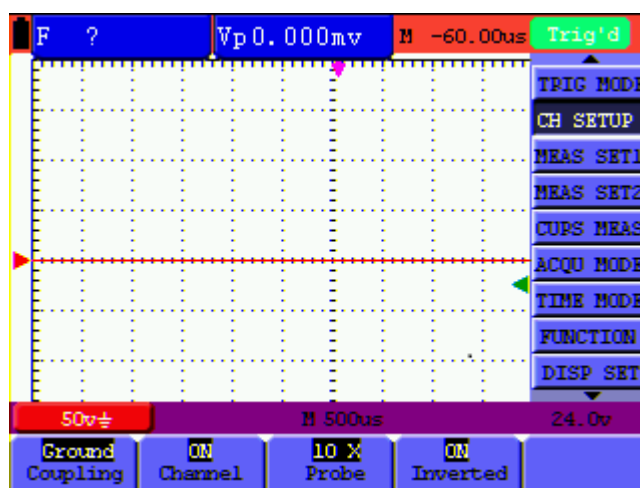 F ? Vp0.000mv M -60.00us Trig'd
TRIG MODE
CH SETUP
MEAS SET1
MEAS SET2
CURS MEAS
ACQU MODE
TIME MODE
FUNCTION
DISP SET
50v M 500us 24.0v
Ground ON 10 X ON
Coupling Channel Probe Inverted